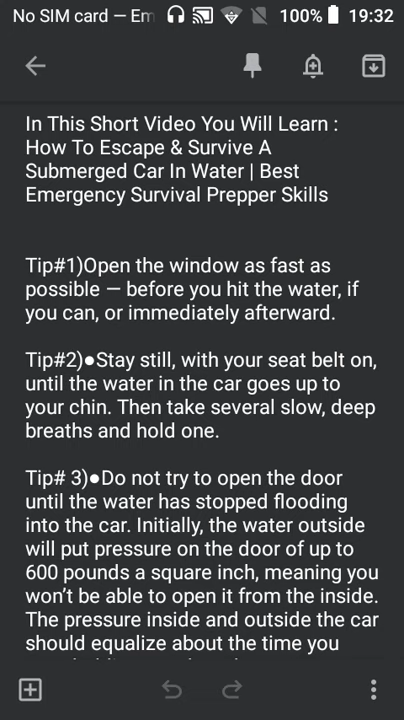 No SIM card — Em 100% 19:32
In This Short Video You Will Learn :
How To Escape & Survive A
Submerged Car In Water | Best
Emergency Survival Prepper Skills
Tip#1)Open the window as fast as
possible — before you hit the water, if
you can, or immediately afterward.
Tip#2)●Stay still, with your seat belt on,
until the water in the car goes up to
your chin. Then take several slow, deep
breaths and hold one.
Tip# 3)●Do not try to open the door
until the water has stopped flooding
into the car. Initially, the water outside
will put pressure on the door of up to
600 pounds a square inch, meaning you
won’t be able to open it from the inside.
The pressure inside and outside the car
should equalize about the time you